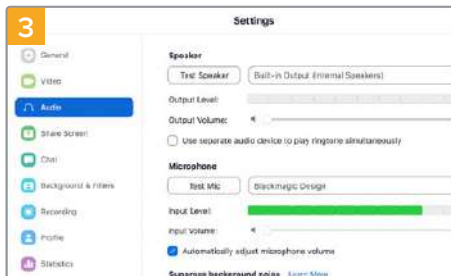 3
Settings
General
Video
Audio
Share Screen
Chat
Background & Filters
Recording
Profile
Statistics
Speaker
Test Speaker Built-in Output (Internal Speakers)
Output Level:
Output Volume:
Use separate audio device to play ringtone simultaneously
Microphone
Test Mic Blackmagic Design
Input Level:
Input Volume:
Automatically adjust microphone volume
Suppress background noise Learn More